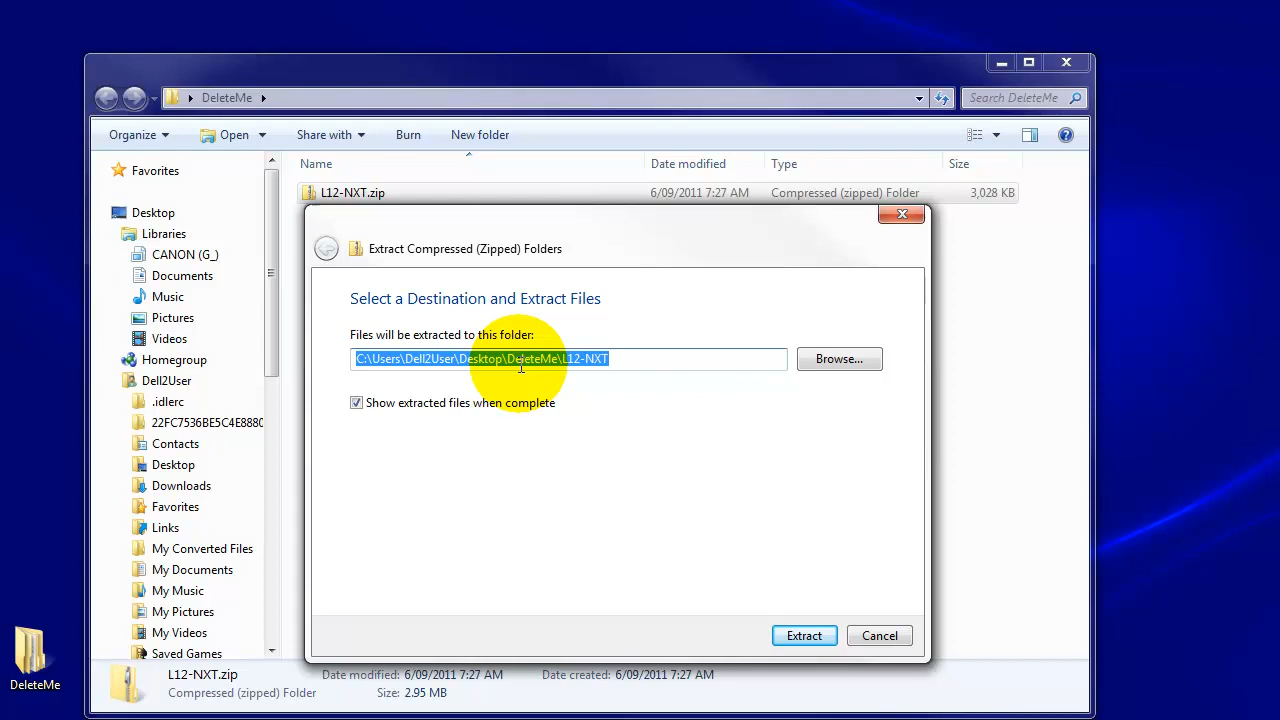 DeleteMe
Search DeleteMe
Organize
Open
Share with
Burn
New folder
Name
Date modified
Type
Size
L12-NXT.zip
6/09/2011 7:27 AM
Compressed (zipped) Folder
3,028 KB
Favorites
Desktop
Libraries
CANON (G_)
Documents
Music
Pictures
Videos
Homegroup
Dell2User
.idlerc
22FC7536BE5C4E8880
Contacts
Desktop
Downloads
Favorites
Links
My Converted Files
My Documents
My Music
My Pictures
My Videos
Saved Games
Extract Compressed (Zipped) Folders
Select a Destination and Extract Files
Files will be extracted to this folder:
C:\Users\Dell2User\Desktop\DeleteMe\L12-NXT
Browse...
Show extracted files when complete
Extract
Cancel
L12-NXT.zip
Date modified: 6/09/2011 7:27 AM
Date created: 6/09/2011 7:27 AM
Compressed (zipped) Folder
Size: 2.95 MB
DeleteMe